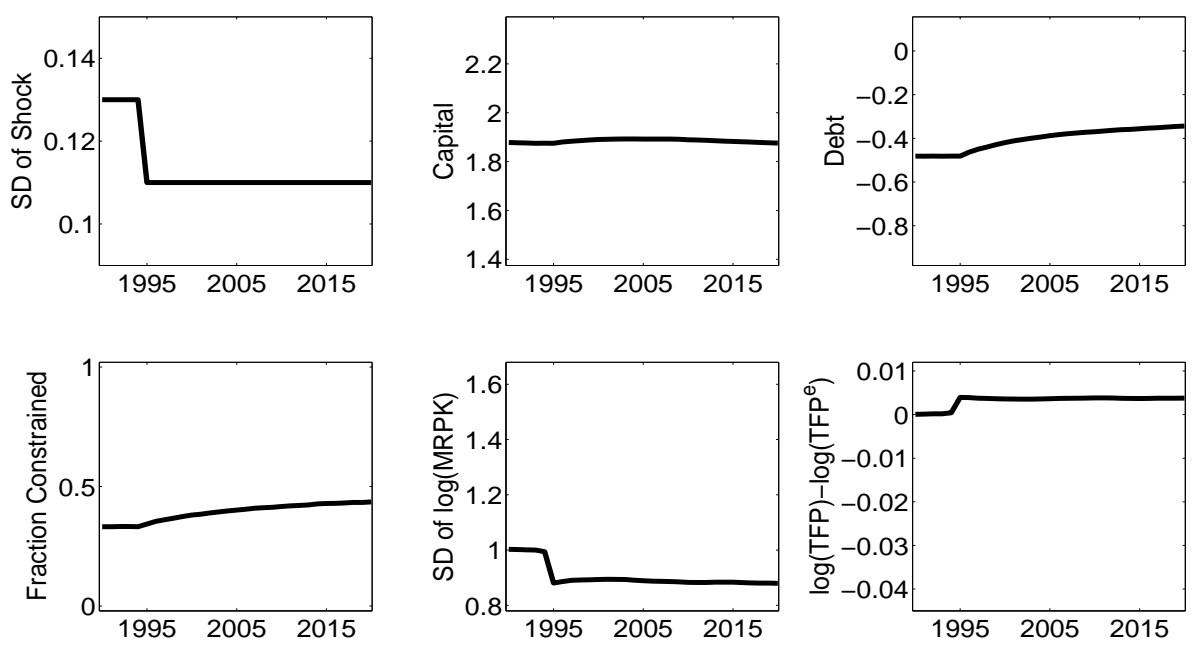 SD of Shock
0.14
0.12
0.1
1995 2005 2015
Capital
2.2
2
1.8
1.6
1.4
1995 2005 2015
Debt
0
−0.2
−0.4
−0.6
−0.8
1995 2005 2015
Fraction Constrained
1
0.5
0
1995 2005 2015
SD of log(MRPK)
1.6
1.4
1.2
1
0.8
1995 2005 2015
log(TFP)−log(TFPᵉ)
0.01
0
−0.01
−0.02
−0.03
−0.04
1995 2005 2015